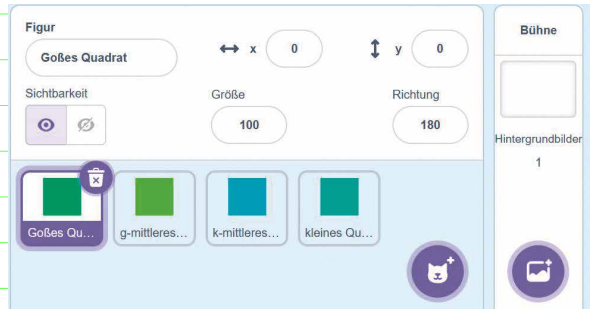 Figur
Goßes Quadrat
x 0
y 0
Sichtbarkeit
Größe
100
Richtung
180
Goßes Qu...
g-mittleres...
k-mittleres...
kleines Qu...
Bühne
Hintergrundbilder
1